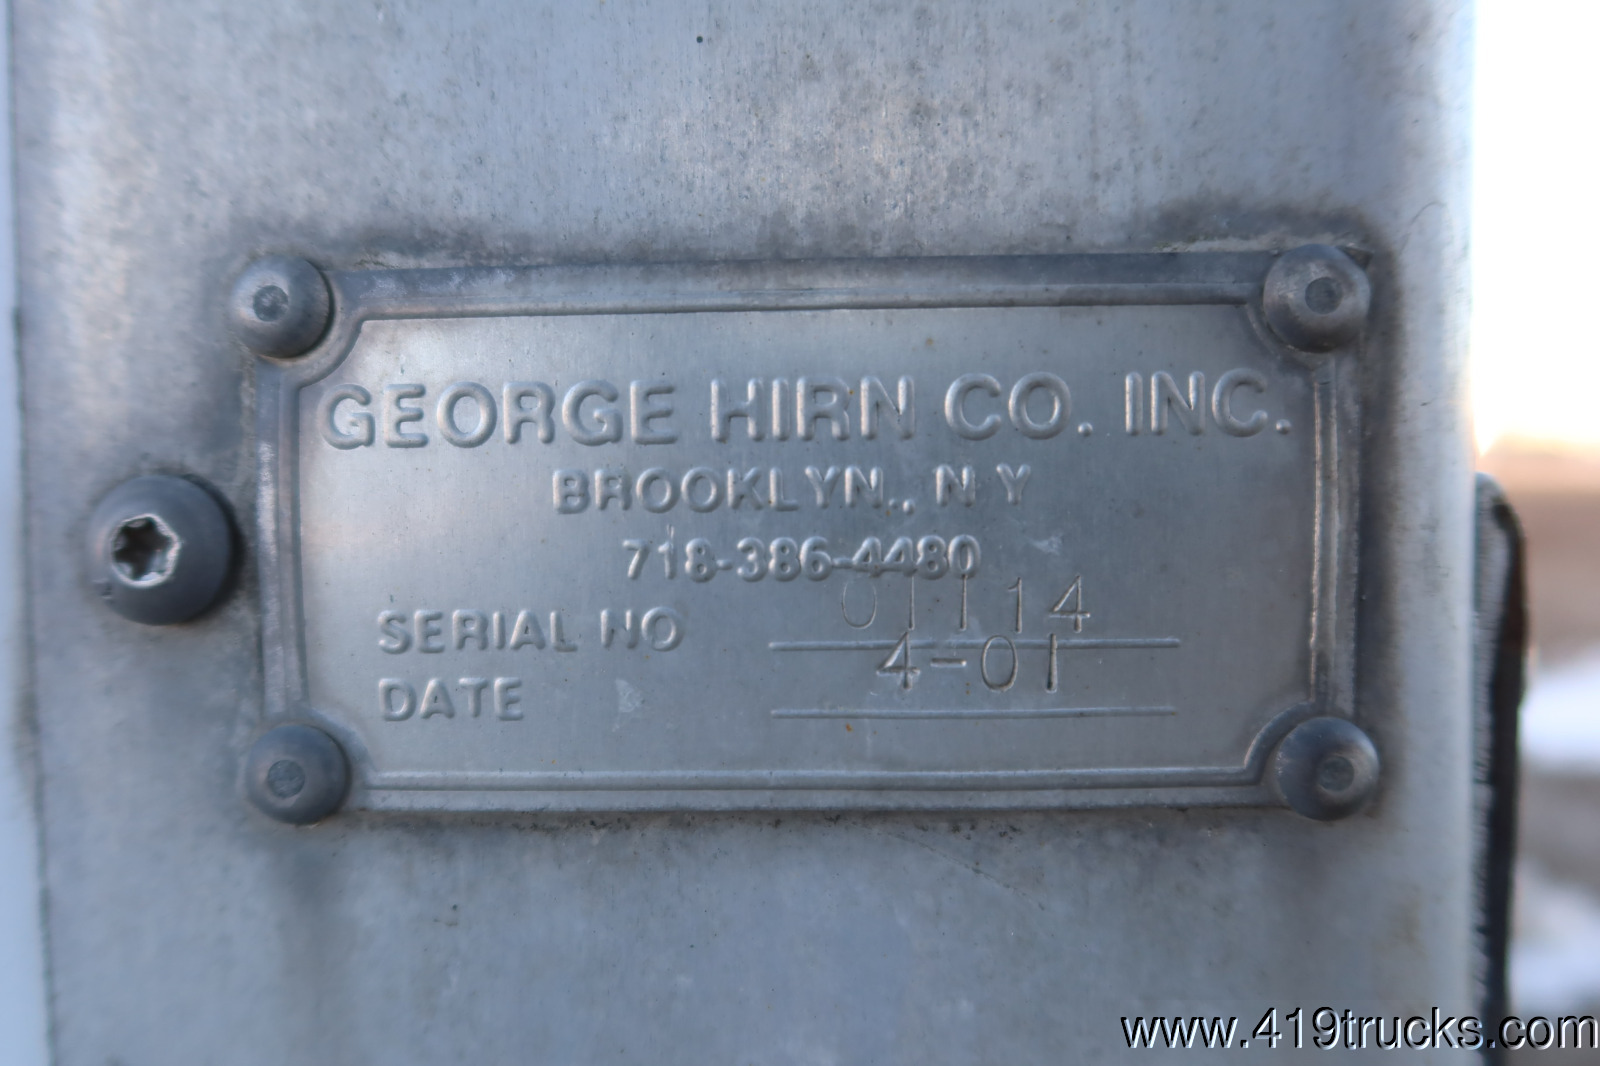 GEORGE HIRN CO. INC.
BROOKLYN., N Y
718-386-4480
SERIAL NO 01114
DATE 4-01
www.419trucks.com